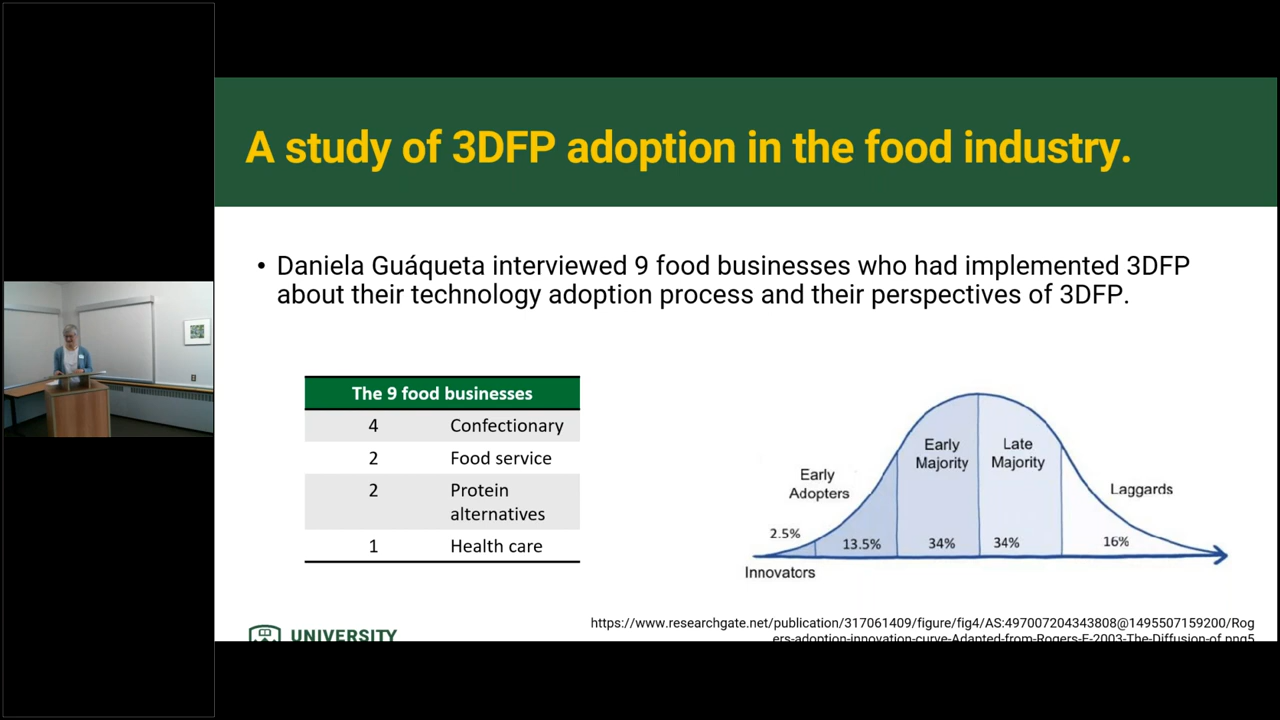 A study of 3DFP adoption in the food industry.
• Daniela Guáqueta interviewed 9 food businesses who had implemented 3DFP
about their technology adoption process and their perspectives of 3DFP.
The 9 food businesses
4 Confectionary
2 Food service
2 Protein
alternatives
1 Health care
Early
Adopters
Early
Majority
Late
Majority
Laggards
2.5%
13.5%
34%
34%
16%
Innovators
UNIVERSITY
https://www.researchgate.net/publication/317061409/figure/fig4/AS:497007204343808@1495507159200/Rog
ers-adoption-innovation-curve-Adapted-from-Rogers-E-2003-The-Diffusion-of.png5